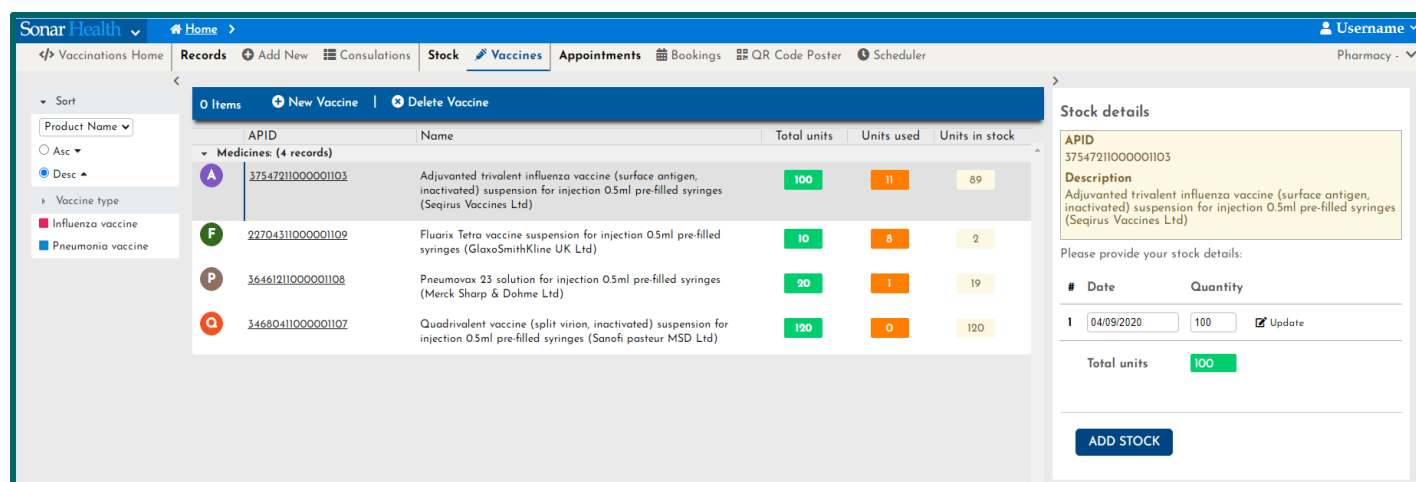 Sonar Health Home > Username
</> Vaccinations Home Records Add New Consulations Stock Vaccines Appointments Bookings QR Code Poster Scheduler Pharmacy -
Sort
Product Name
Asc
Desc
Vaccine type
Influenza vaccine
Pneumonia vaccine
0 Items New Vaccine | Delete Vaccine
APID Name Total units Units used Units in stock
Medicines: (4 records)
A 37547211000001103 Adjuvanted trivalent influenza vaccine (surface antigen,
inactivated) suspension for injection 0.5ml pre-filled syringes
(Seqirus Vaccines Ltd) 100 11 89
F 22704311000001109 Fluarix Tetra vaccine suspension for injection 0.5ml pre-filled
syringes (GlaxoSmithKline UK Ltd) 10 8 2
P 36461211000001108 Pneumovax 23 solution for injection 0.5ml pre-filled syringes
(Merck Sharp & Dohme Ltd) 20 1 19
Q 34680411000001107 Quadrivalent vaccine (split virion, inactivated) suspension for
injection 0.5ml pre-filled syringes (Sanofi pasteur MSD Ltd) 120 0 120
Stock details
APID
37547211000001103
Description
Adjuvanted trivalent influenza vaccine (surface antigen,
inactivated) suspension for injection 0.5ml pre-filled syringes
(Seqirus Vaccines Ltd)
Please provide your stock details:
# Date Quantity
1 04/09/2020 100 Update
Total units 100
ADD STOCK